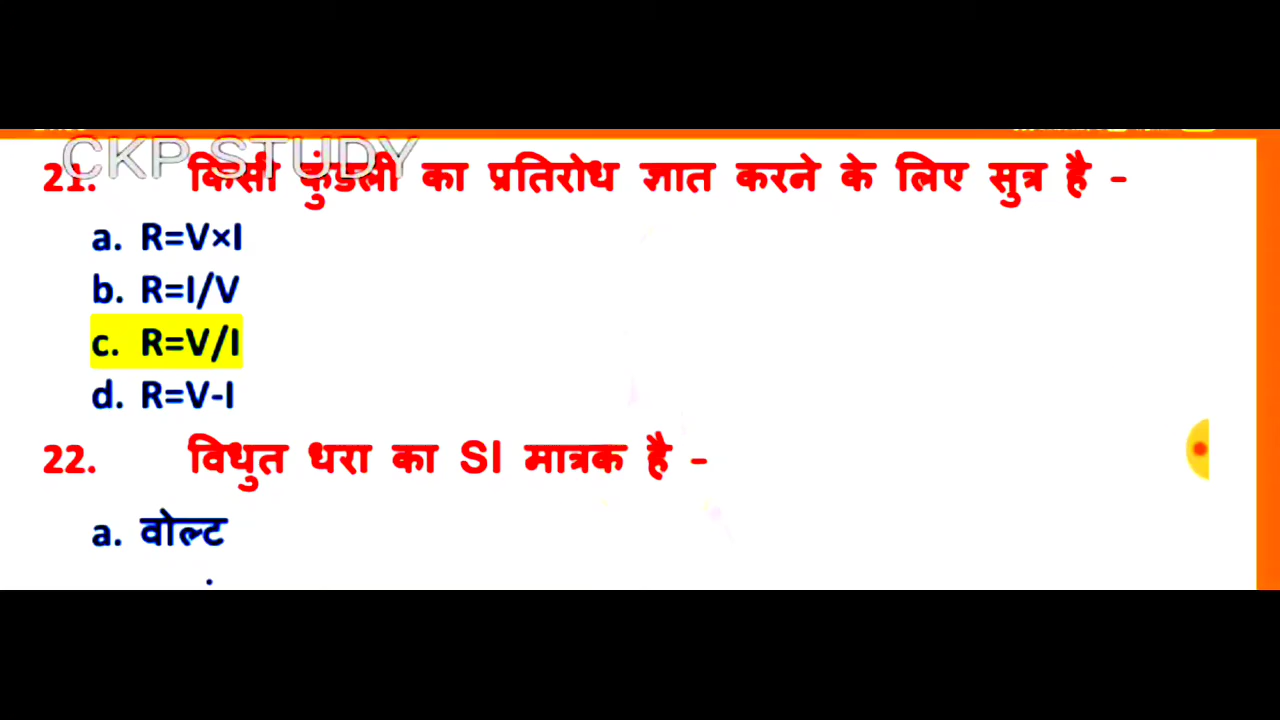 CKP STUDY
21. किसी कुंडली का प्रतिरोध ज्ञात करने के लिए सुत्र है -
a. R=V×I
b. R=I/V
c. R=V/I
d. R=V-I
22. विधुत धरा का SI मात्रक है -
a. वोल्ट